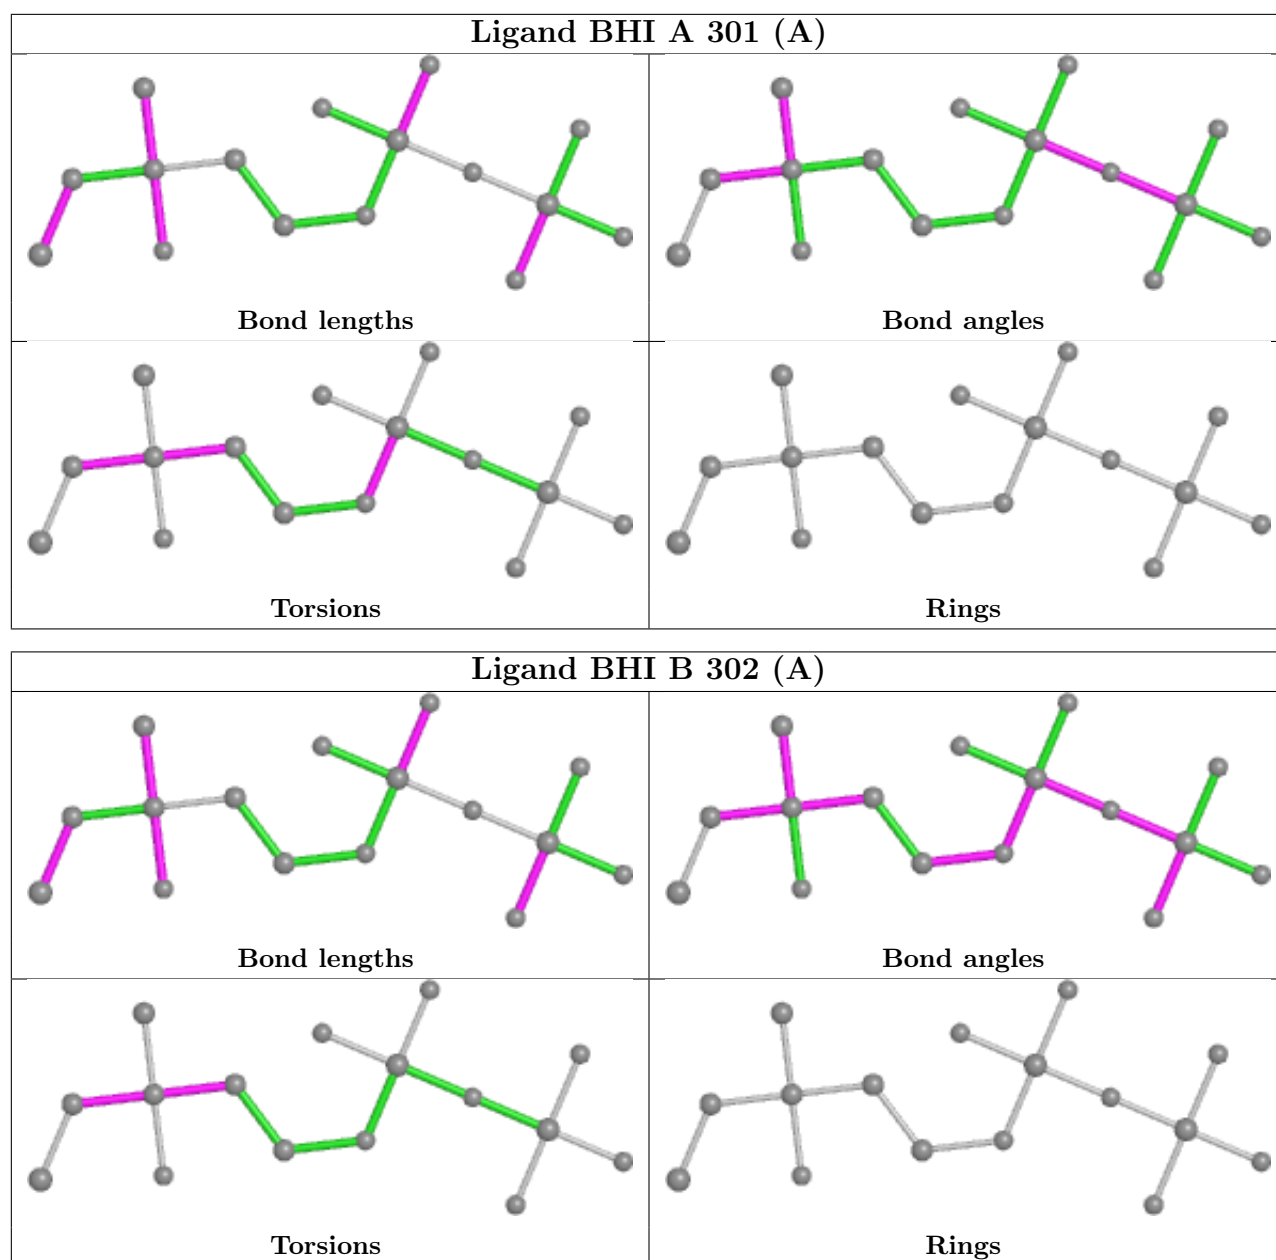 Ligand BHI A 301 (A)
Bond lengths
Bond angles
Torsions
Rings
Ligand BHI B 302 (A)
Bond lengths
Bond angles
Torsions
Rings